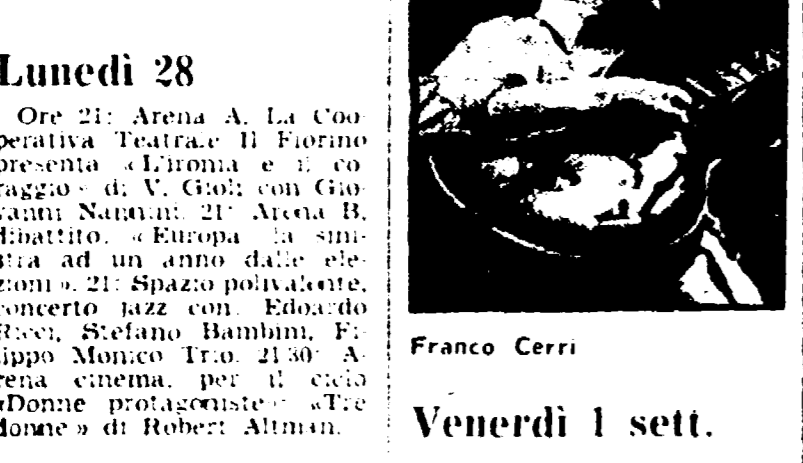 Lunedì 28
Ore 21: Arena A. La Coo-
perativa Teatrale Il Fiorino
presenta «L'ironia e il co-
raggio» di V. Gioli con Gio-
vanni Nannini. 21: Arena B,
dibattito. «Europa la sini-
stra ad un anno dalle ele-
zioni». 21: Spazio polivalente,
concerto jazz con Edoardo
Ricci, Stefano Bambini, Fi-
lippo Monico Trio. 21.30: A-
rena cinema, per il ciclo
«Donne protagoniste» «Tre
donne» di Robert Altman.
Franco Cerri
Venerdì 1 sett.